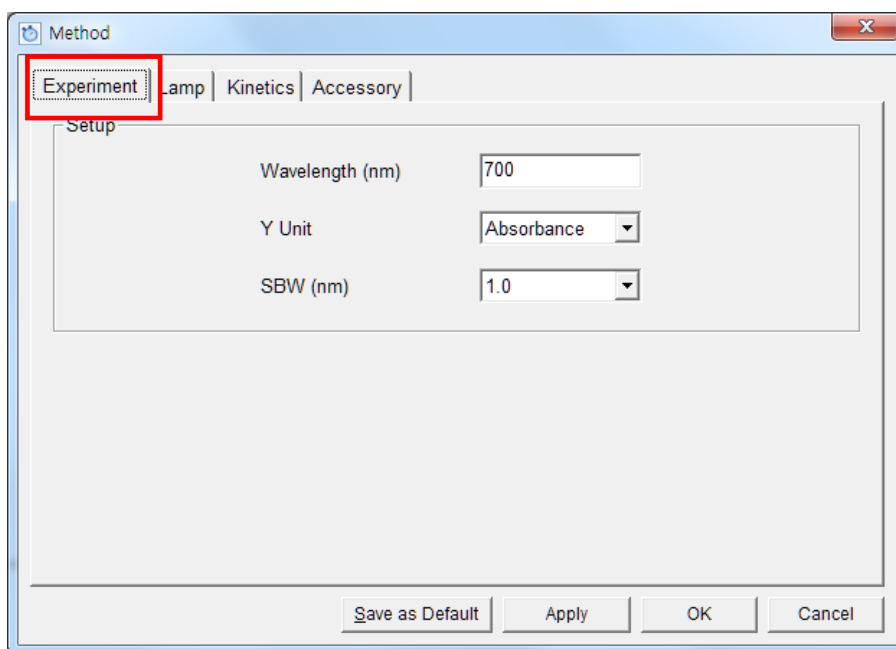 Method
Experiment Lamp Kinetics Accessory
Setup
Wavelength (nm) 700
Y Unit Absorbance
SBW (nm) 1.0
Save as Default Apply OK Cancel